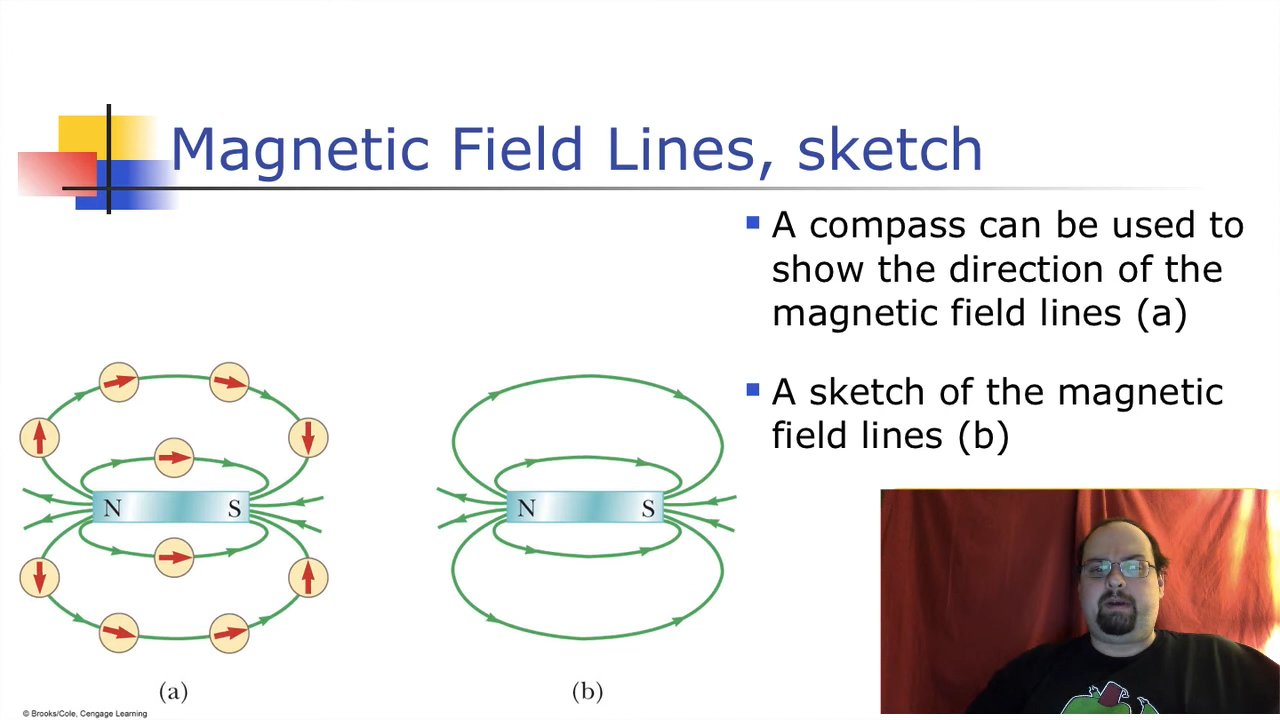 Magnetic Field Lines, sketch
A compass can be used to
show the direction of the
magnetic field lines (a)
A sketch of the magnetic
field lines (b)
N S
N S
(a)
(b)
© Brooks/Cole, Cengage Learning